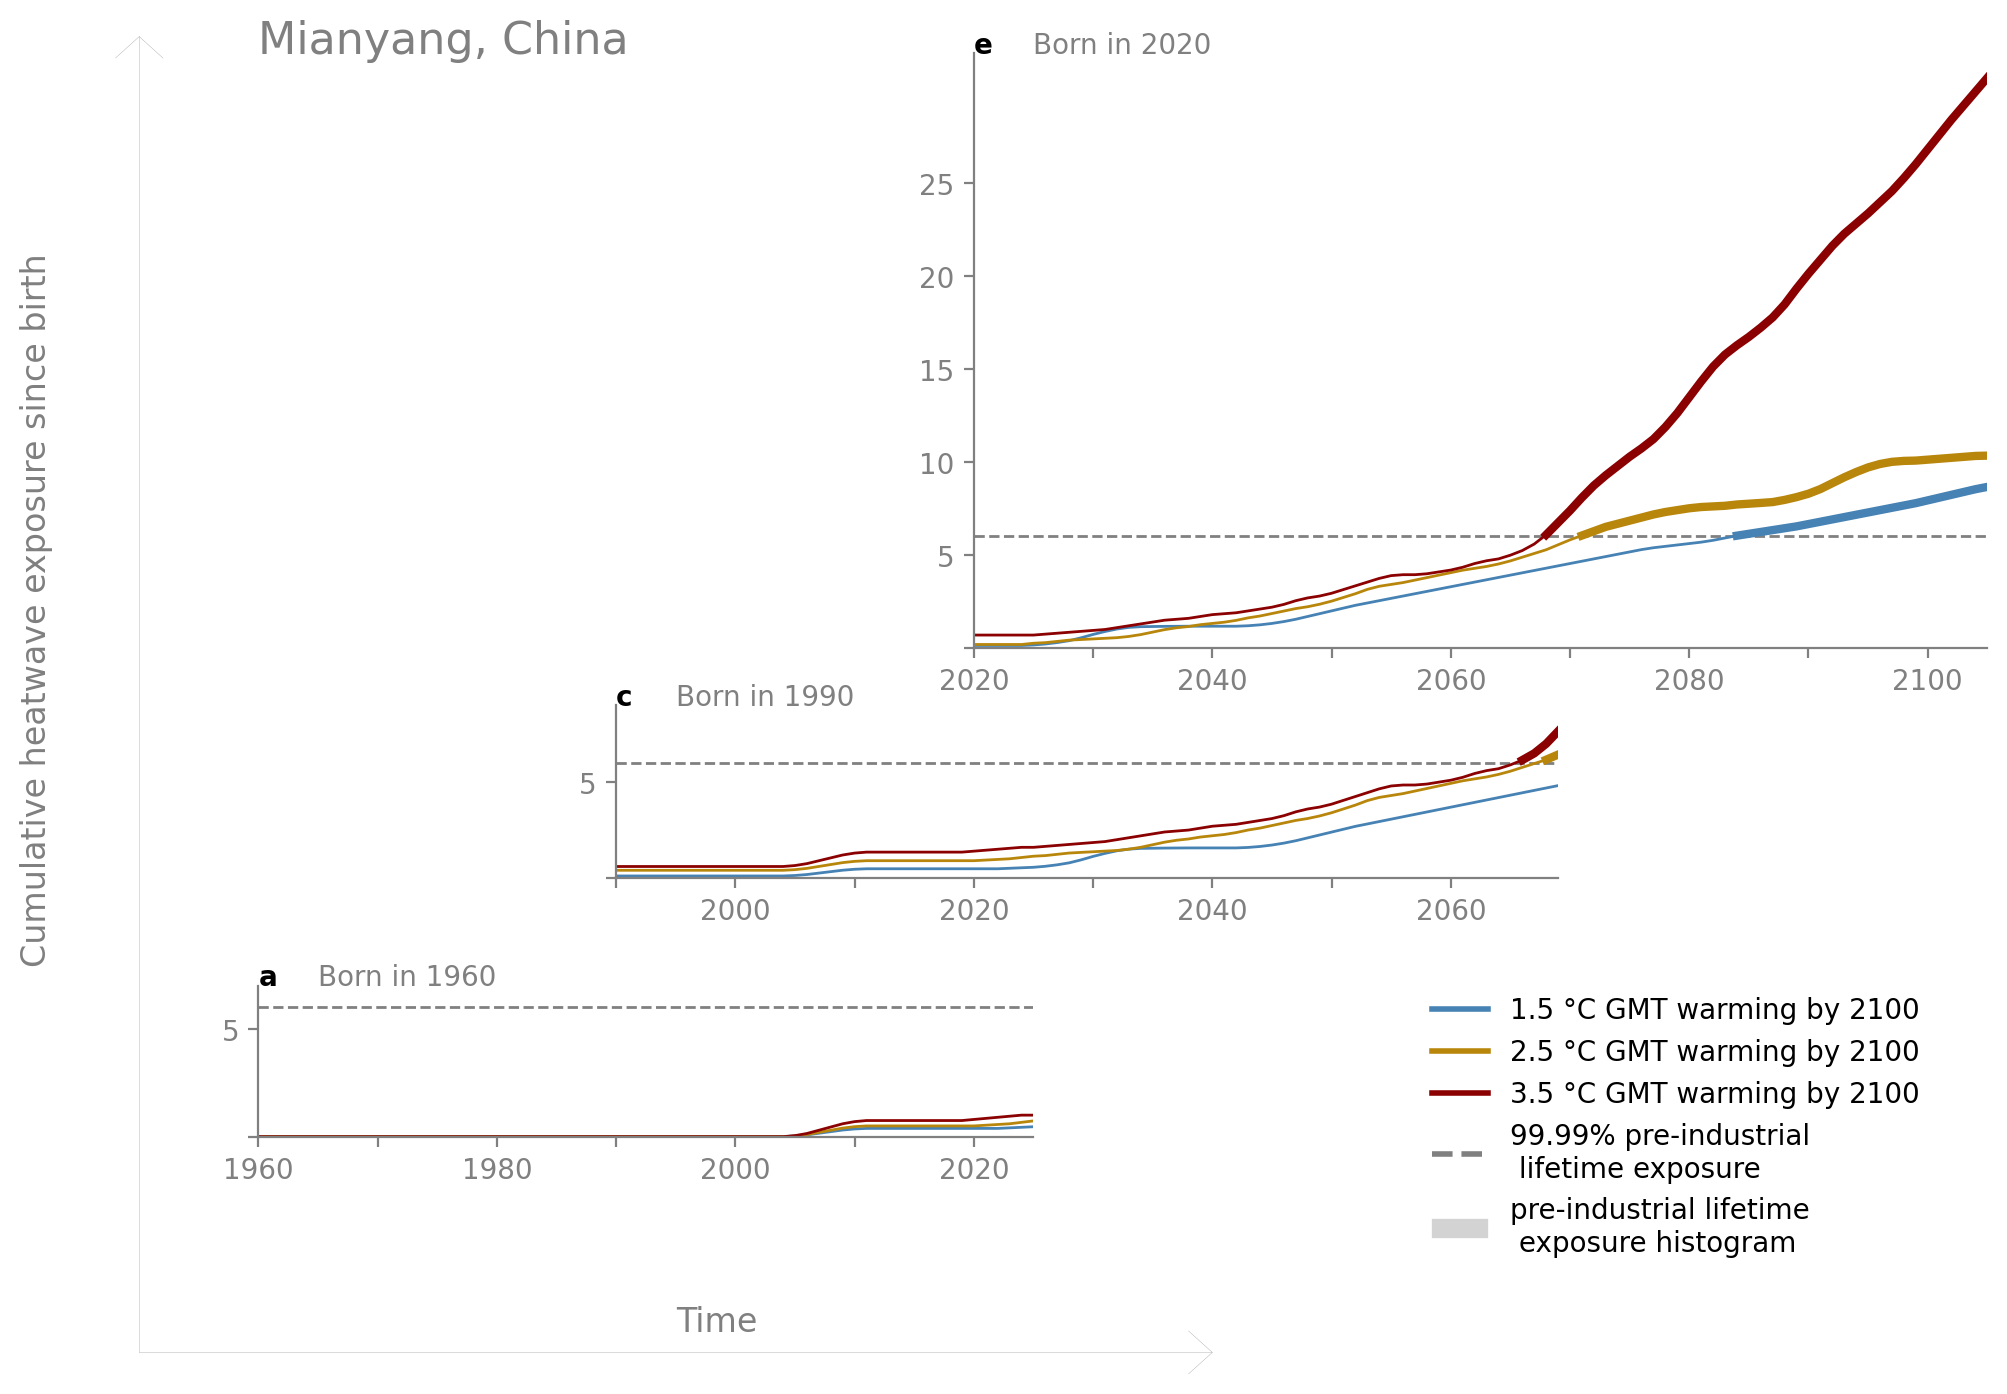 Mianyang, China
Cumulative heatwave exposure since birth
e Born in 2020
25
20
15
10
5
2020 2040 2060 2080 2100
c Born in 1990
5
2000 2020 2040 2060
a Born in 1960
5
1960 1980 2000 2020
1.5 °C GMT warming by 2100
2.5 °C GMT warming by 2100
3.5 °C GMT warming by 2100
99.99% pre-industrial
lifetime exposure
pre-industrial lifetime
exposure histogram
Time